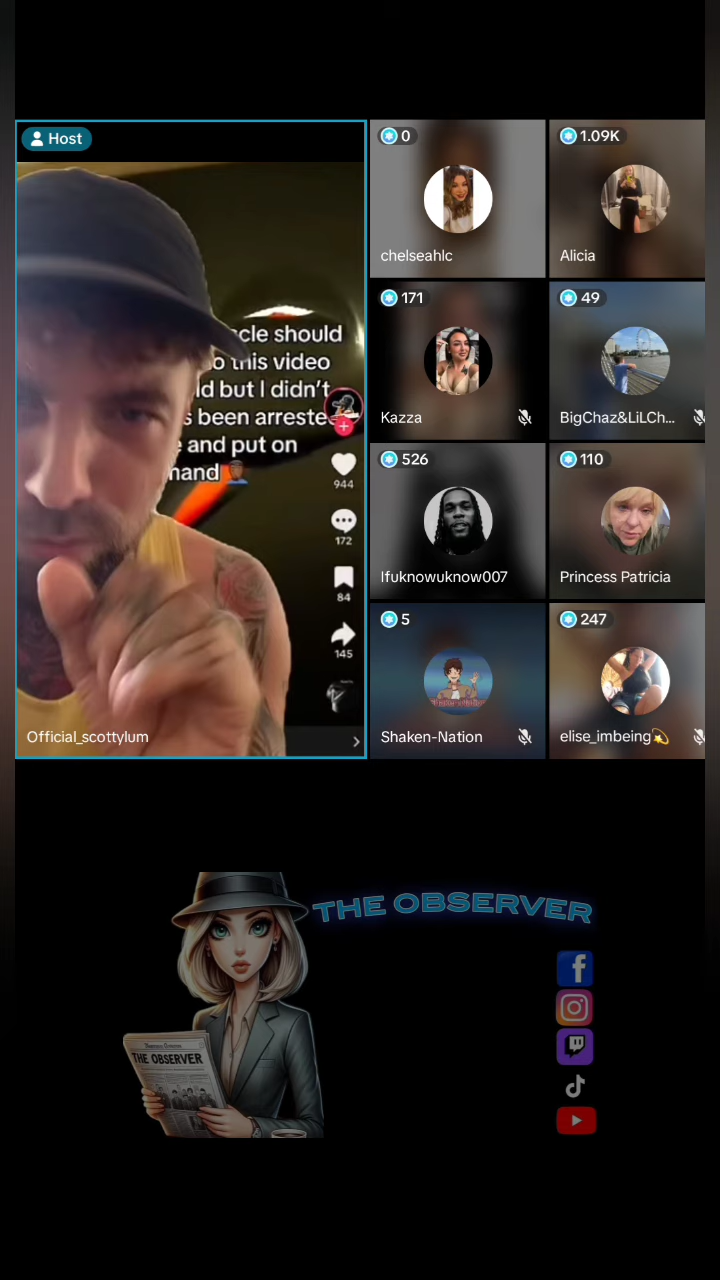 Host
cle should
o this video
ld but I didn't
s been arreste
e and put on
mand
944
172
84
145
Official_scottylum
0
chelseahlc
1.09K
Alicia
171
Kazza
49
BigChaz&LiLCh...
526
Ifuknowuknow007
110
Princess Patricia
5
Shaken-Nation
247
elise_imbeing
THE OBSERVER
THE OBSERVER